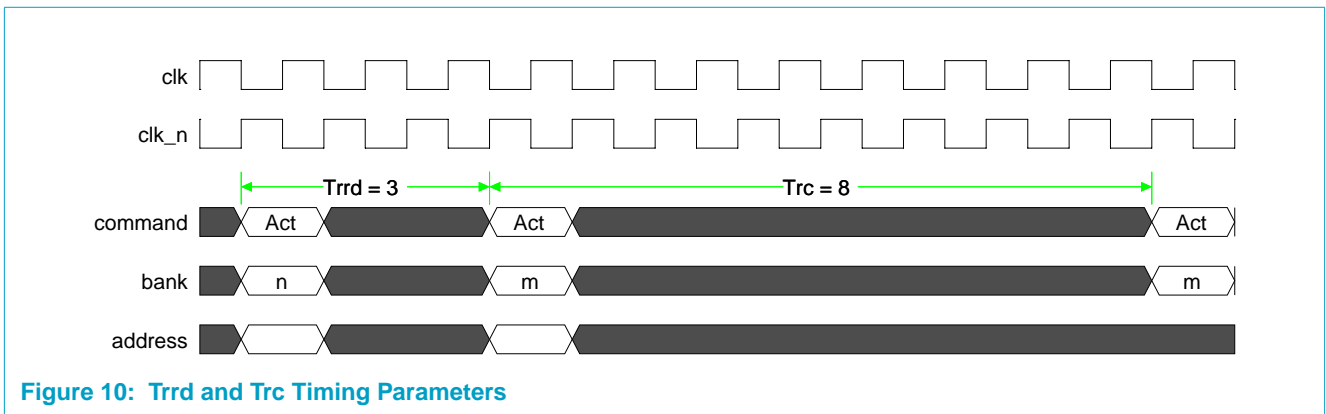 clk
clk_n
Trrd = 3 Trc = 8
command Act Act Act
bank n m m
address
Figure 10: Trrd and Trc Timing Parameters